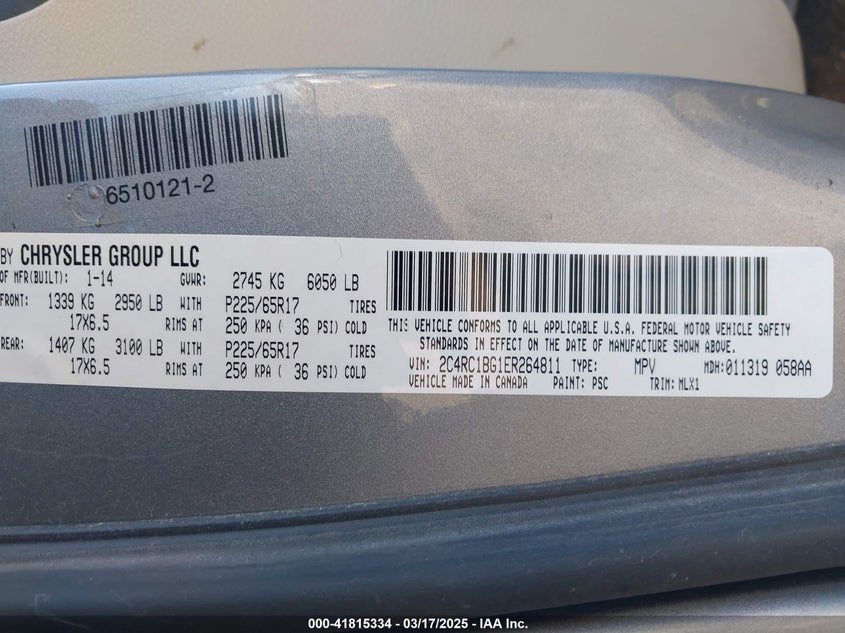 6510121-2
BY CHRYSLER GROUP LLC
OF MFR(BUILT): 1-14 GVWR: 2745 KG 6050 LB
FRONT: 1339 KG 2950 LB WITH P225/65R17 TIRES
17X6.5 RIMS AT 250 KPA ( 36 PSI) COLD
REAR: 1407 KG 3100 LB WITH P225/65R17 TIRES
17X6.5 RIMS AT 250 KPA ( 36 PSI) COLD
THIS VEHICLE CONFORMS TO ALL APPLICABLE U.S.A. FEDERAL MOTOR VEHICLE SAFETY
STANDARDS IN EFFECT ON THE DATE OF MANUFACTURE SHOWN ABOVE.
VIN: 2C4RC1BG1ER264811 TYPE: MPV MDH:011319 058AA
VEHICLE MADE IN CANADA PAINT: PSC TRIM: MLX1
000-41815334 — 03/17/2025 — IAA Inc.